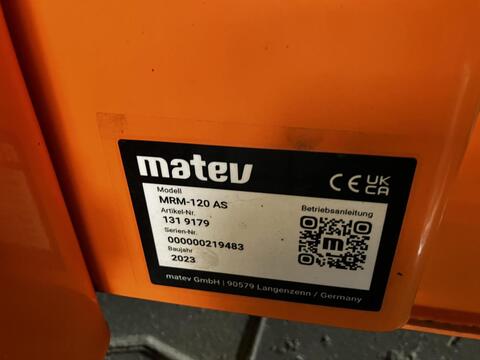 matev
CE UK CA
Modell
MRM-120 AS
Artikel-Nr.
131 9179
Serien-Nr.
000000219483
Baujahr
2023
Betriebsanleitung
m
matev GmbH | 90579 Langenzenn / Germany